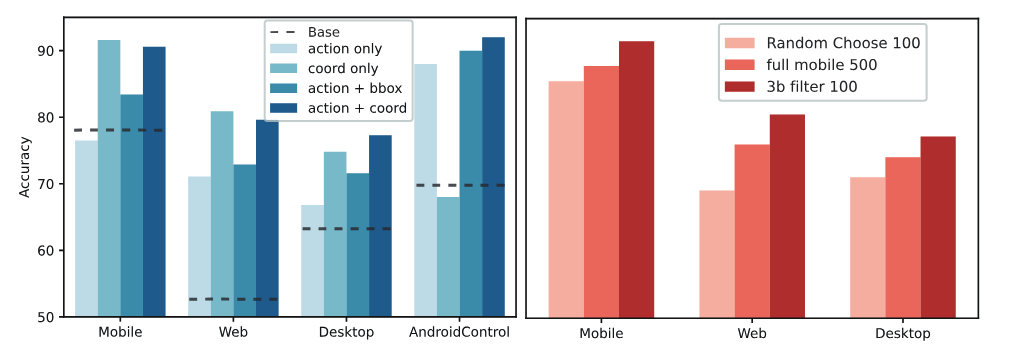 Accuracy
90
80
70
60
50
Base
action only
coord only
action + bbox
action + coord
Mobile
Web
Desktop
AndroidControl
Random Choose 100
full mobile 500
3b filter 100
Mobile
Web
Desktop